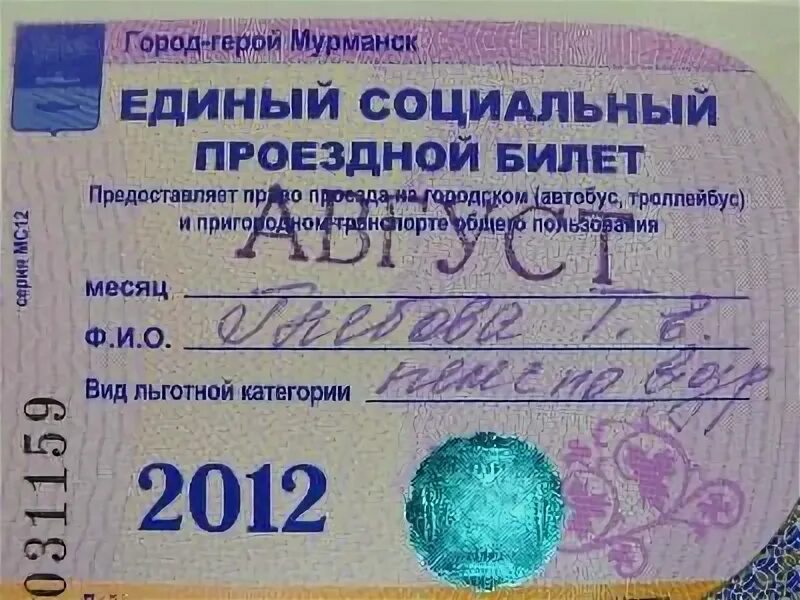 Город-герой Мурманск
ЕДИНЫЙ СОЦИАЛЬНЫЙ
ПРОЕЗДНОЙ БИЛЕТ
Предоставляет право проезда на городском (автобус, троллейбус)
и пригородном транспорте общего пользования
АВГУСТ
месяц
Ф.И.О. Глебова Т. В.
Вид льготной категории
2012
серия МС12
031159